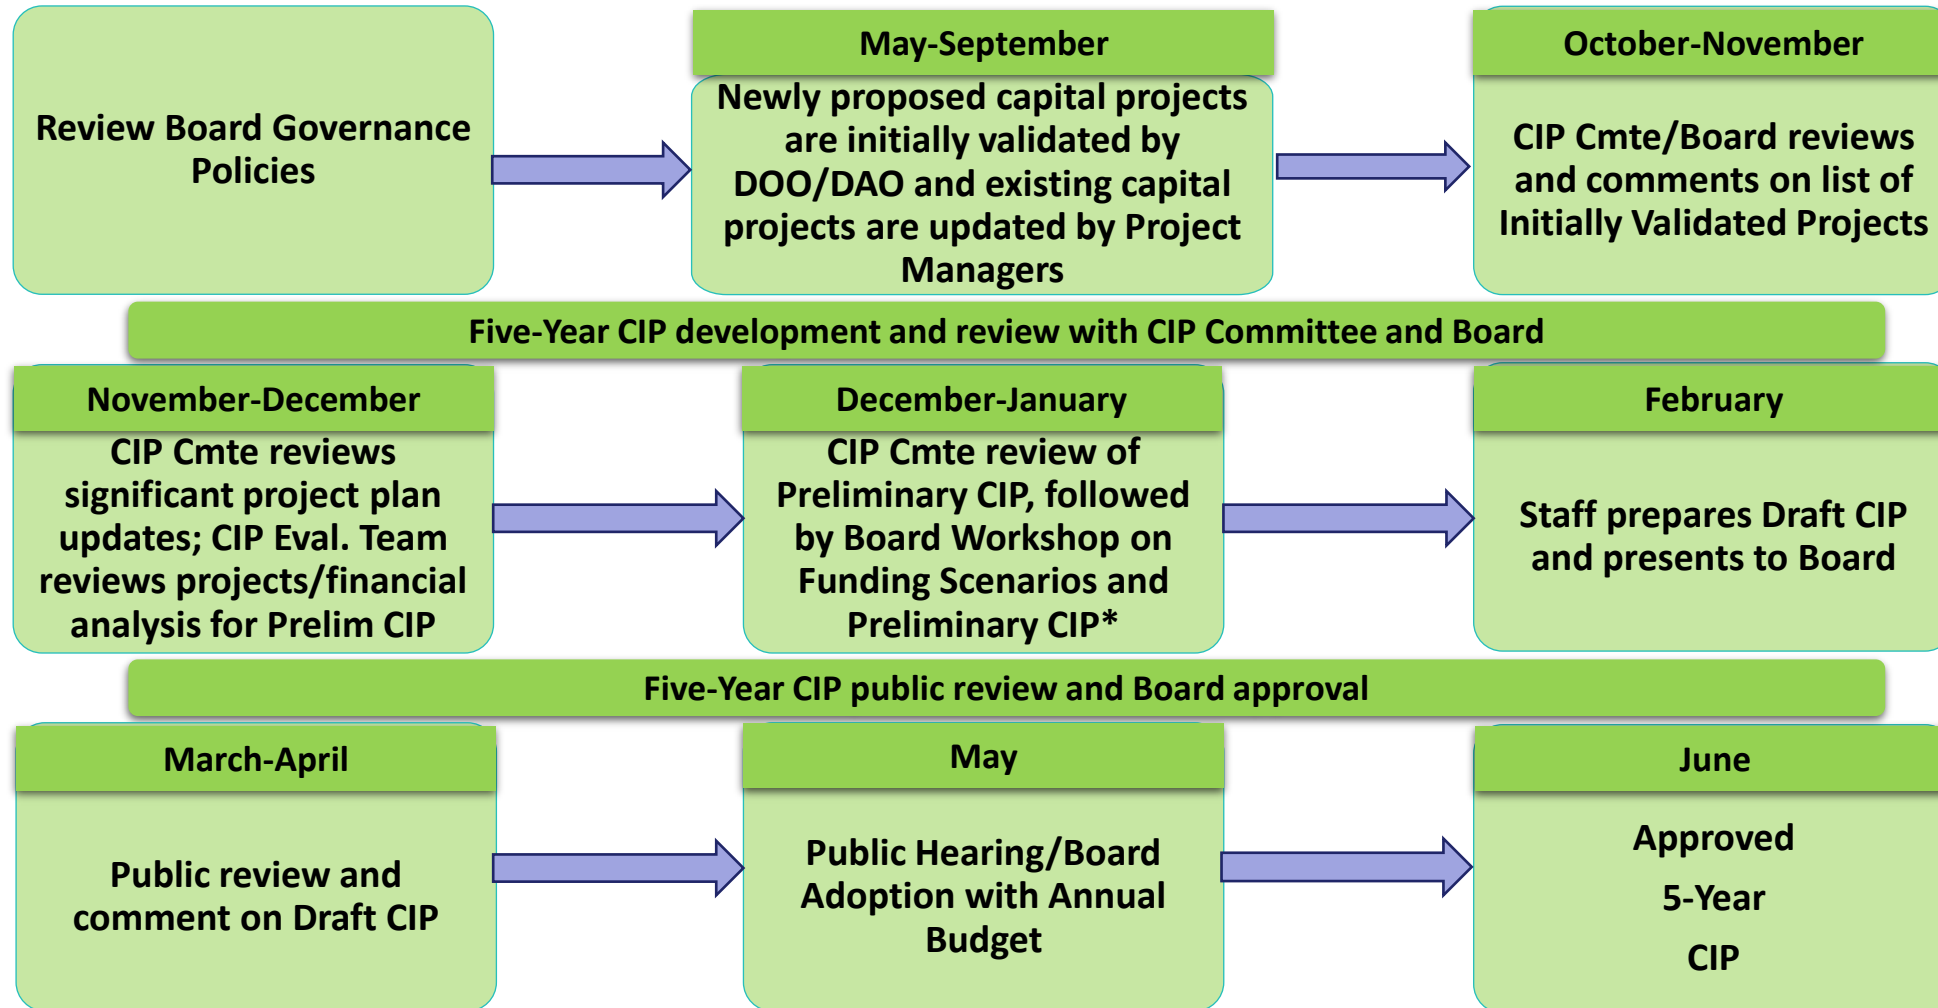 Review Board Governance
Policies
May-September
Newly proposed capital projects
are initially validated by
DOO/DAO and existing capital
projects are updated by Project
Managers
October-November
CIP Cmte/Board reviews
and comments on list of
Initially Validated Projects
Five-Year CIP development and review with CIP Committee and Board
November-December
CIP Cmte reviews
significant project plan
updates; CIP Eval. Team
reviews projects/financial
analysis for Prelim CIP
December-January
CIP Cmte review of
Preliminary CIP, followed
by Board Workshop on
Funding Scenarios and
Preliminary CIP*
February
Staff prepares Draft CIP
and presents to Board
Five-Year CIP public review and Board approval
March-April
Public review and
comment on Draft CIP
May
Public Hearing/Board
Adoption with Annual
Budget
June
Approved
5-Year
CIP